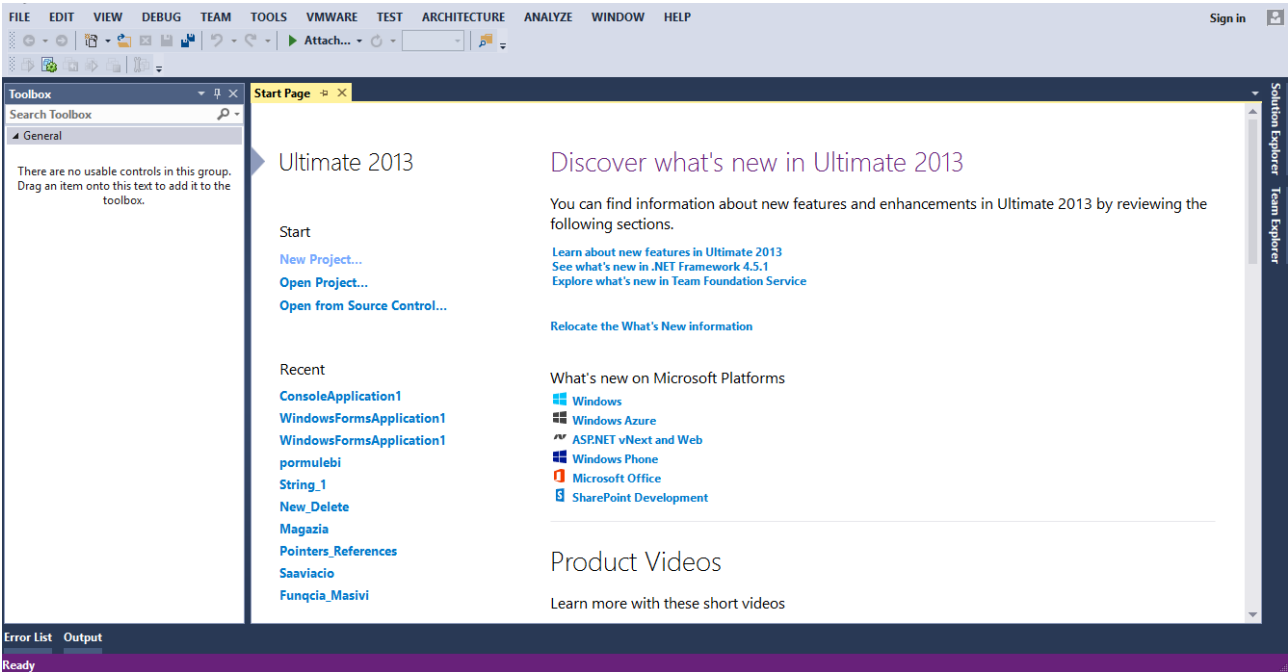 FILE EDIT VIEW DEBUG TEAM TOOLS VMWARE TEST ARCHITECTURE ANALYZE WINDOW HELP Sign in
Attach...
Toolbox
Search Toolbox
General
There are no usable controls in this group.
Drag an item onto this text to add it to the
toolbox.
Start Page
Ultimate 2013
Start
New Project...
Open Project...
Open from Source Control...
Recent
ConsoleApplication1
WindowsFormsApplication1
WindowsFormsApplication1
pormulebi
String_1
New_Delete
Magazia
Pointers_References
Saaviacio
Funqcia_Masivi
Discover what's new in Ultimate 2013
You can find information about new features and enhancements in Ultimate 2013 by reviewing the
following sections.
Learn about new features in Ultimate 2013
See what's new in .NET Framework 4.5.1
Explore what's new in Team Foundation Service
Relocate the What's New information
What's new on Microsoft Platforms
Windows
Windows Azure
ASP.NET vNext and Web
Windows Phone
Microsoft Office
SharePoint Development
Product Videos
Learn more with these short videos
Solution Explorer
Team Explorer
Error List Output
Ready